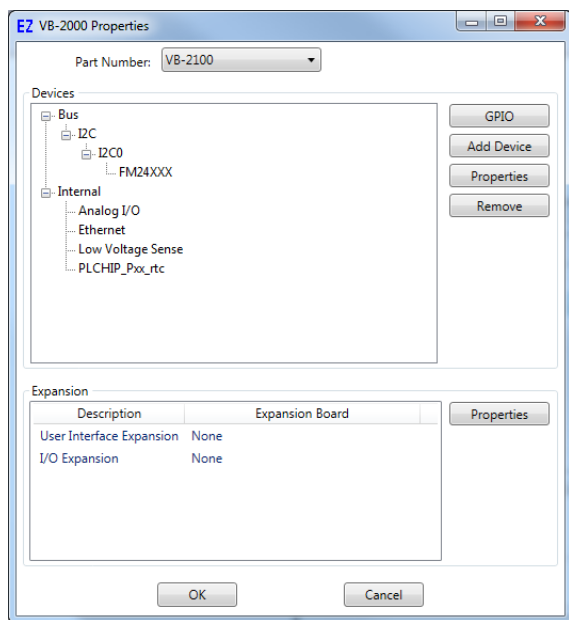 EZ VB-2000 Properties
Part Number: VB-2100
Devices
Bus
I2C
I2C0
FM24XXX
Internal
Analog I/O
Ethernet
Low Voltage Sense
PLCHIP_Pxx_rtc
GPIO
Add Device
Properties
Remove
Expansion
Description Expansion Board
User Interface Expansion None
I/O Expansion None
Properties
OK Cancel